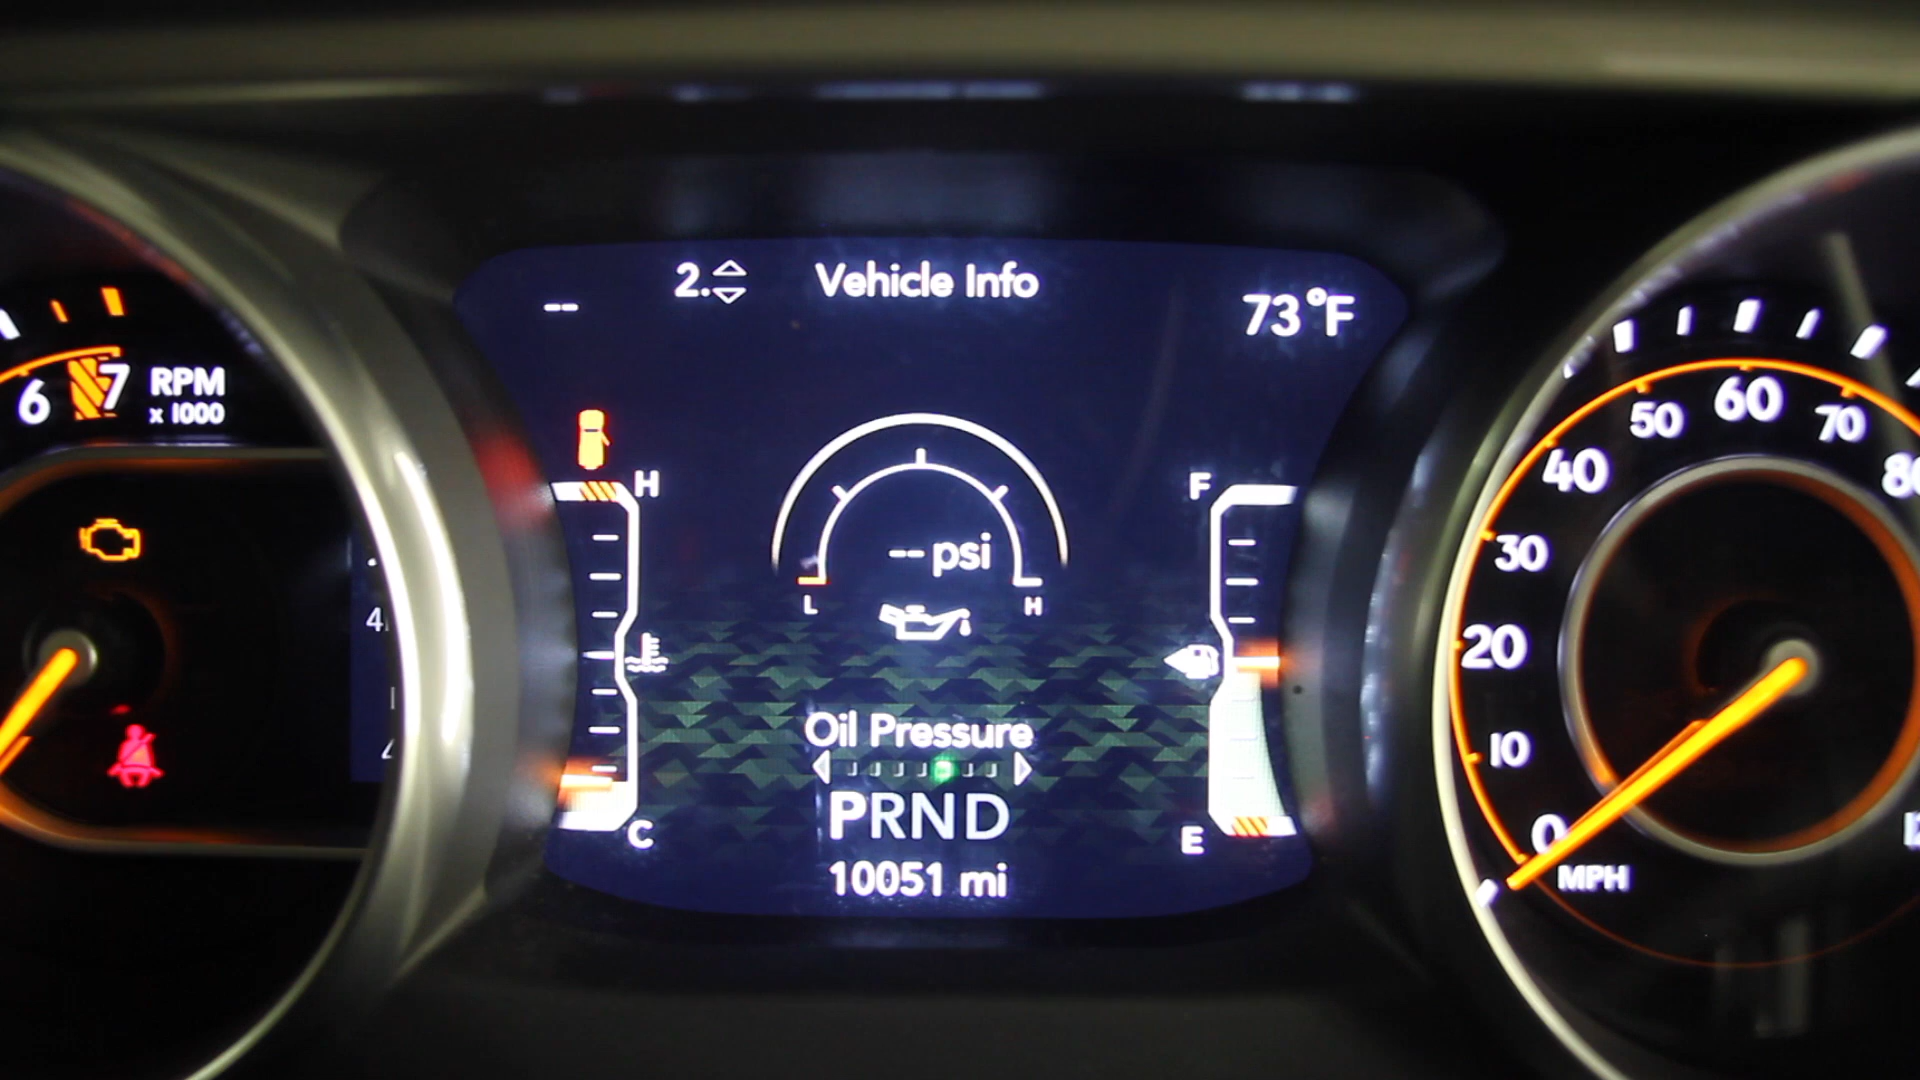 2. Vehicle Info
--
73°F
6 7 RPM
x 1000
H
F
-- psi
L H
C
E
Oil Pressure
PRND
10051 mi
0 10 20 30 40 50 60 70
MPH